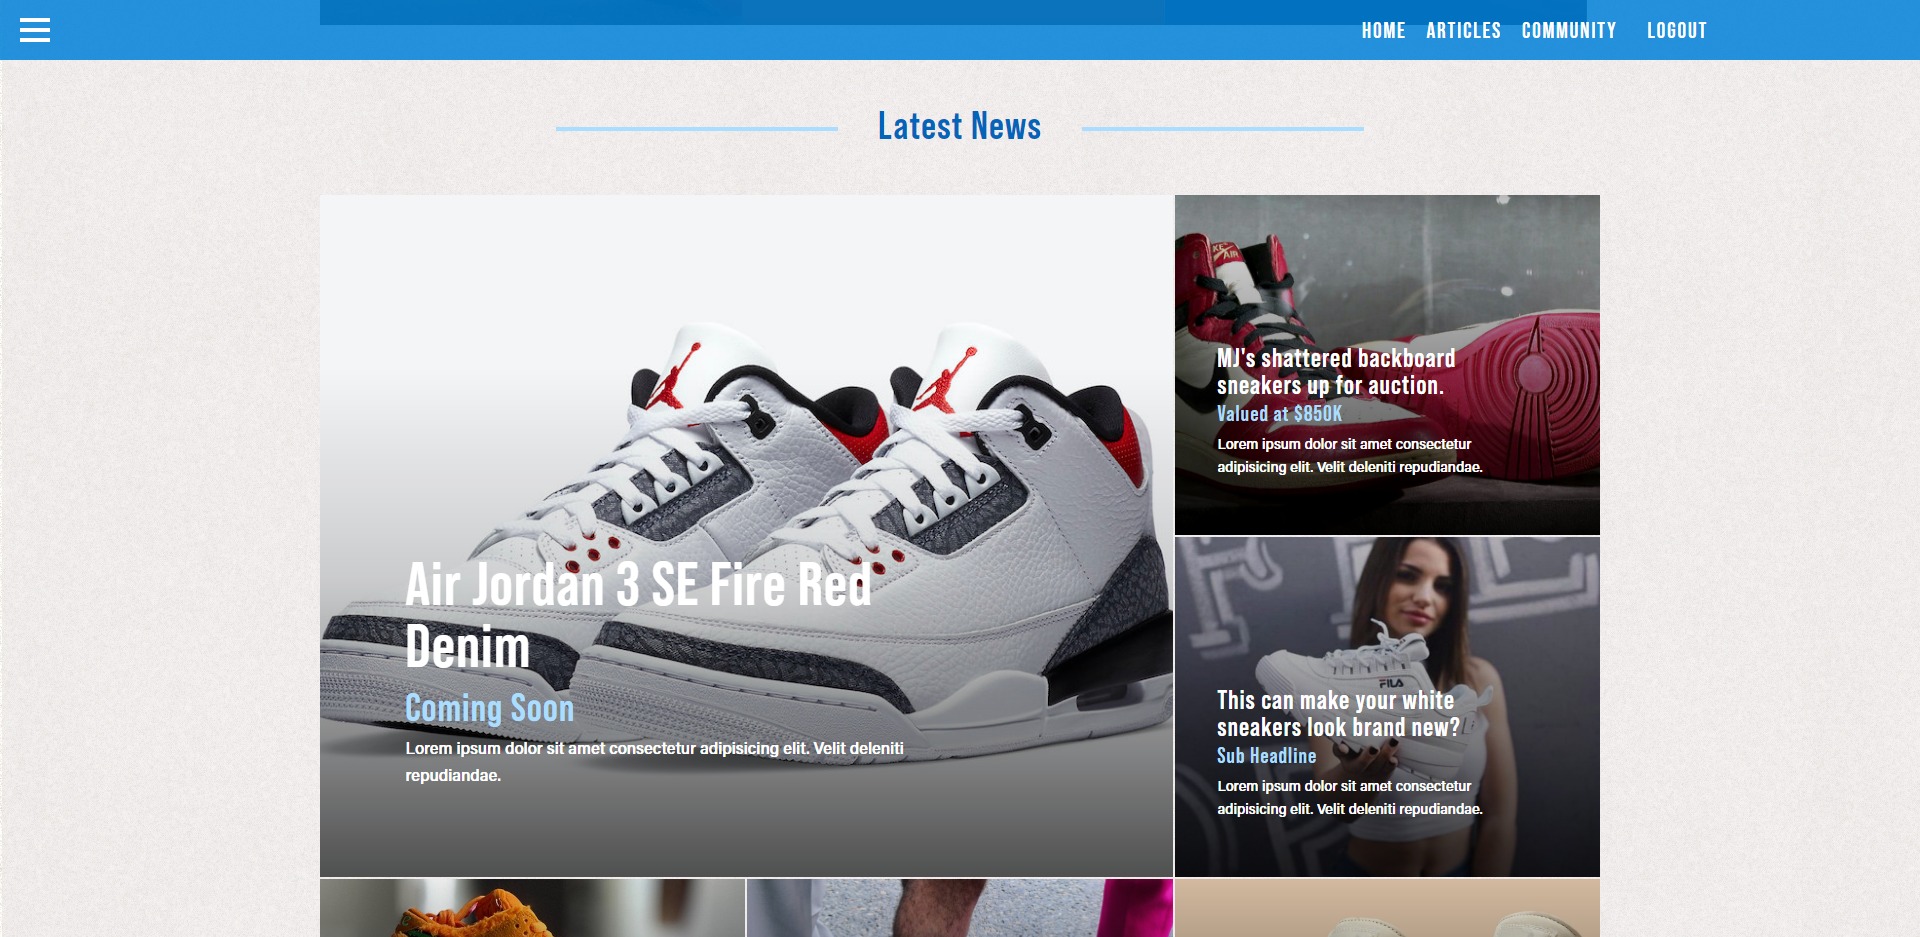 HOME ARTICLES COMMUNITY LOGOUT
Latest News
Air Jordan 3 SE Fire Red
Denim
Coming Soon
Lorem ipsum dolor sit amet consectetur adipisicing elit. Velit deleniti
repudiandae.
AIR
MJ's shattered backboard
sneakers up for auction.
Valued at $850K
Lorem ipsum dolor sit amet consectetur
adipisicing elit. Velit deleniti repudiandae.
FILA
This can make your white
sneakers look brand new?
Sub Headline
Lorem ipsum dolor sit amet consectetur
adipisicing elit. Velit deleniti repudiandae.